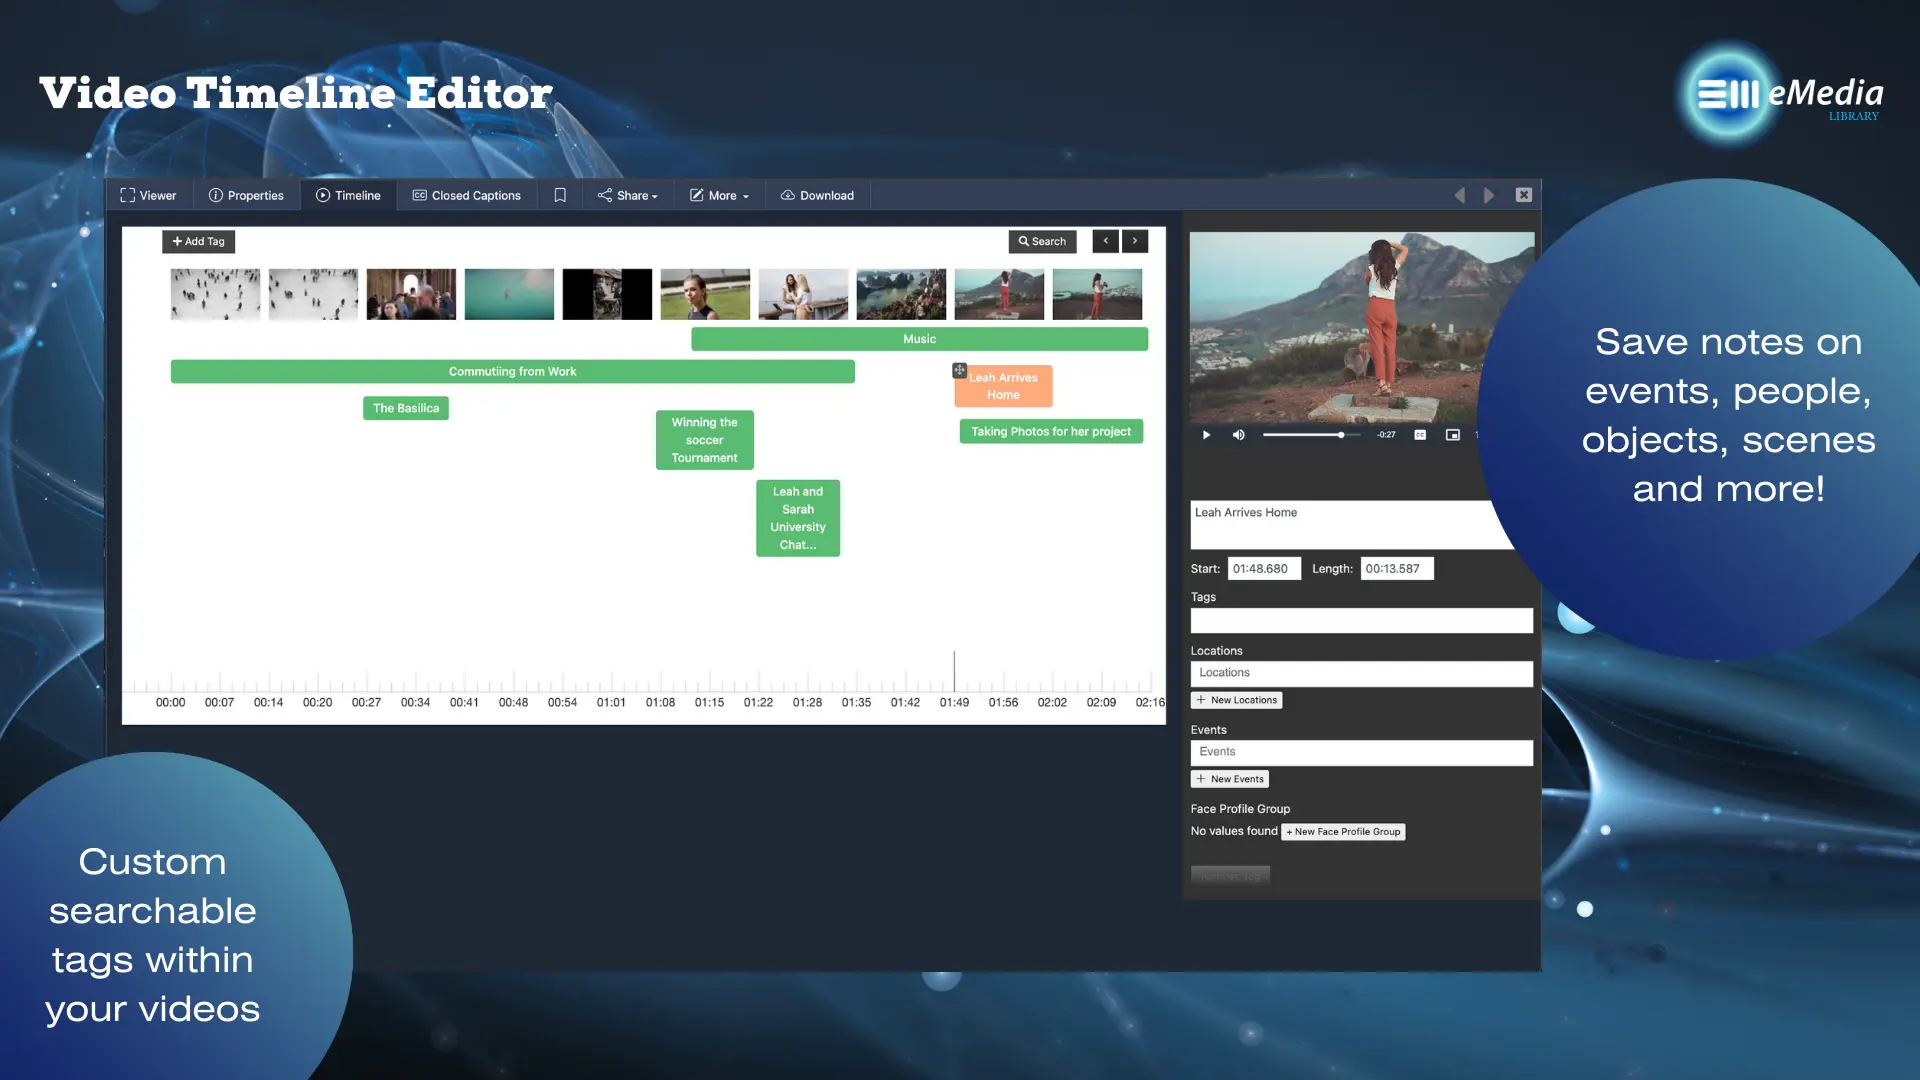 Video Timeline Editor
eMedia
LIBRARY
Viewer
Properties
Timeline
CC Closed Captions
Share
More
Download
+ Add Tag
Search
Music
Commutiing from Work
Leah Arrives
Home
The Basilica
Winning the
soccer
Tournament
Taking Photos for her project
Leah and
Sarah
University
Chat...
00:00 00:07 00:14 00:20 00:27 00:34 00:41 00:48 00:54 01:01 01:08 01:15 01:22 01:28 01:35 01:42 01:49 01:56 02:02 02:09 02:16
-0:27
CC
Leah Arrives Home
Start: 01:48.680 Length: 00:13.587
Tags
Locations
Locations
+ New Locations
Events
Events
+ New Events
Face Profile Group
No values found + New Face Profile Group
Save notes on
events, people,
objects, scenes
and more!
Custom
searchable
tags within
your videos